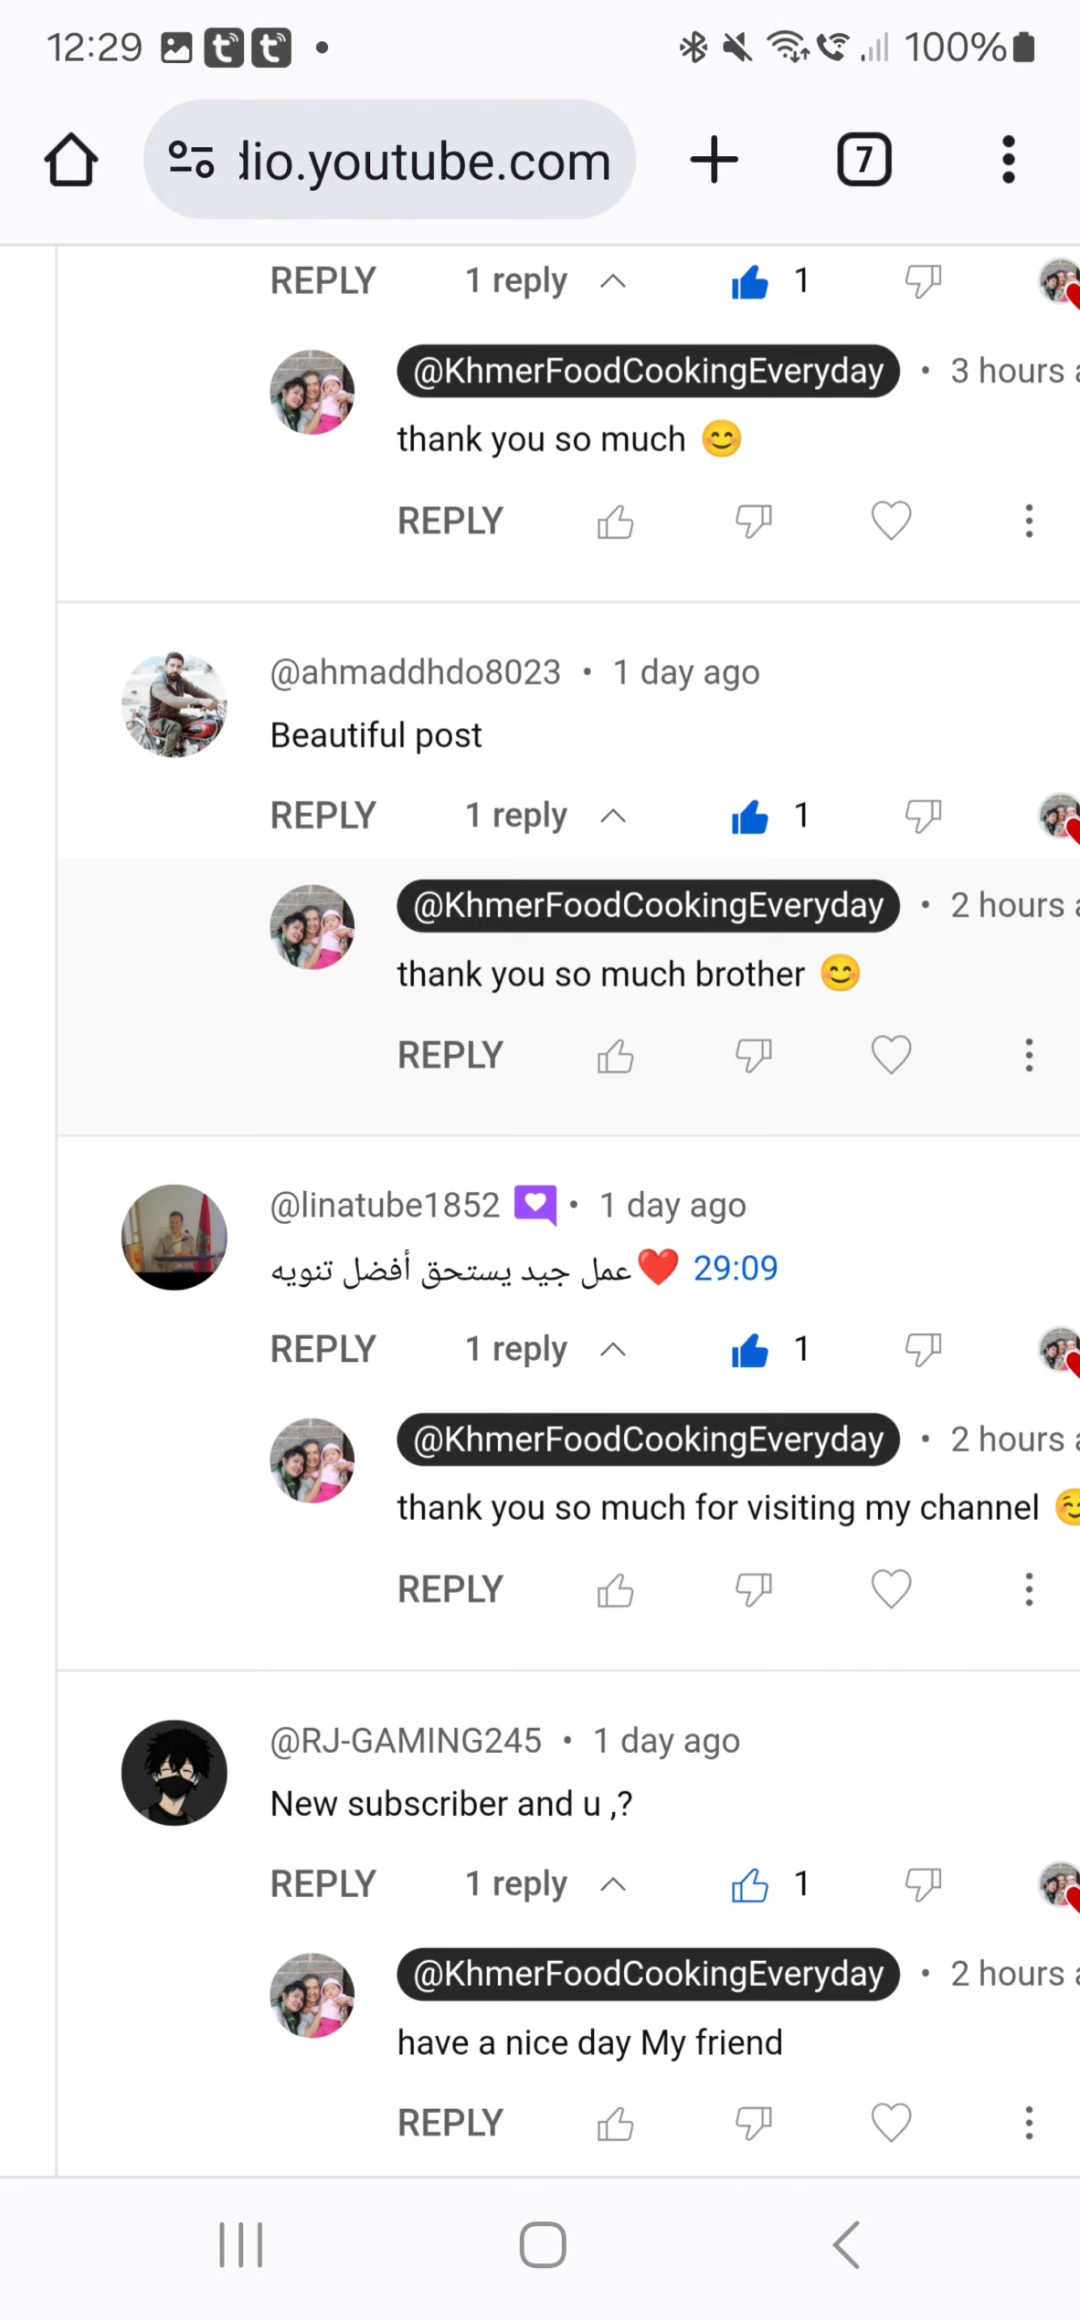 12:29 100%
dio.youtube.com 7
REPLY 1 reply 1
@KhmerFoodCookingEveryday • 3 hours a
thank you so much 😊
REPLY
@ahmaddhdo8023 • 1 day ago
Beautiful post
REPLY 1 reply 1
@KhmerFoodCookingEveryday • 2 hours a
thank you so much brother 😊
REPLY
@linatube1852 • 1 day ago
عمل جيد يستحق أفضل تنويه❤️ 29:09
REPLY 1 reply 1
@KhmerFoodCookingEveryday • 2 hours a
thank you so much for visiting my channel ☺️
REPLY
@RJ-GAMING245 • 1 day ago
New subscriber and u ,?
REPLY 1 reply 1
@KhmerFoodCookingEveryday • 2 hours a
have a nice day My friend
REPLY